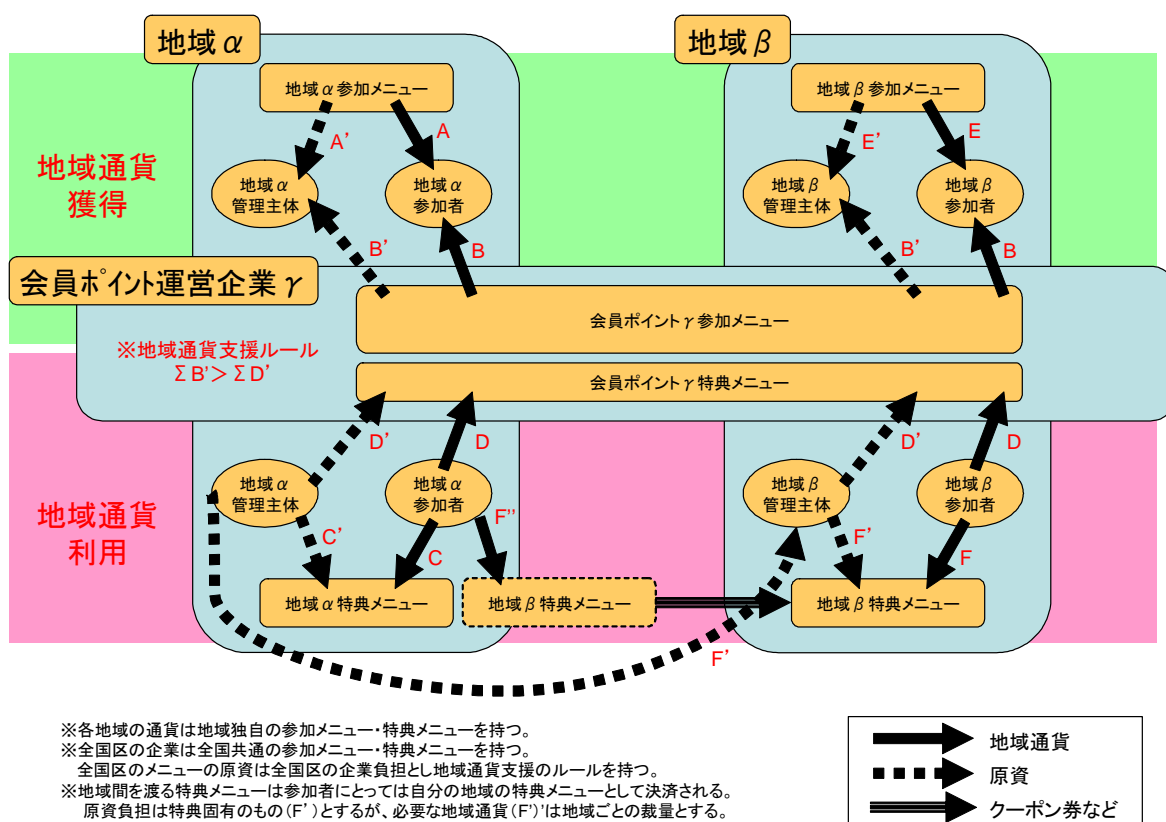 地域α
地域β
地域α参加メニュー
地域β参加メニュー
A'
A
E'
E
地域通貨
獲得
地域α
管理主体
地域α
参加者
地域β
管理主体
地域β
参加者
B'
B
B'
B
会員ポイント運営企業γ
会員ポイントγ参加メニュー
※地域通貨支援ルール
ΣB'>ΣD'
会員ポイントγ特典メニュー
D'
D
D'
D
地域通貨
利用
地域α
管理主体
地域α
参加者
地域β
管理主体
地域β
参加者
C'
C
F''
F'
F
地域α特典メニュー
地域β特典メニュー
地域β特典メニュー
F'
※各地域の通貨は地域独自の参加メニュー・特典メニューを持つ。
※全国区の企業は全国共通の参加メニュー・特典メニューを持つ。
全国区のメニューの原資は全国区の企業負担とし地域通貨支援のルールを持つ。
※地域間を渡る特典メニューは参加者にとっては自分の地域の特典メニューとして決済される。
原資負担は特典固有のもの(F')とするが、必要な地域通貨(F')'は地域ごとの裁量とする。
地域通貨
原資
クーポン券など